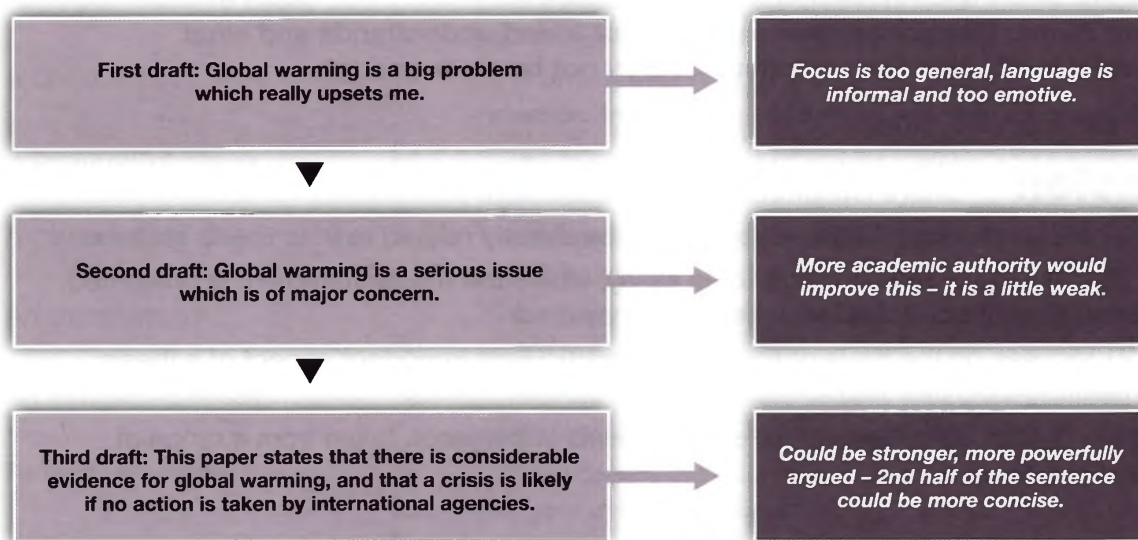 First draft: Global warming is a big problem
which really upsets me.
Focus is too general, language is
informal and too emotive.
Second draft: Global warming is a serious issue
which is of major concern.
More academic authority would
improve this – it is a little weak.
Third draft: This paper states that there is considerable
evidence for global warming, and that a crisis is likely
if no action is taken by international agencies.
Could be stronger, more powerfully
argued – 2nd half of the sentence
could be more concise.